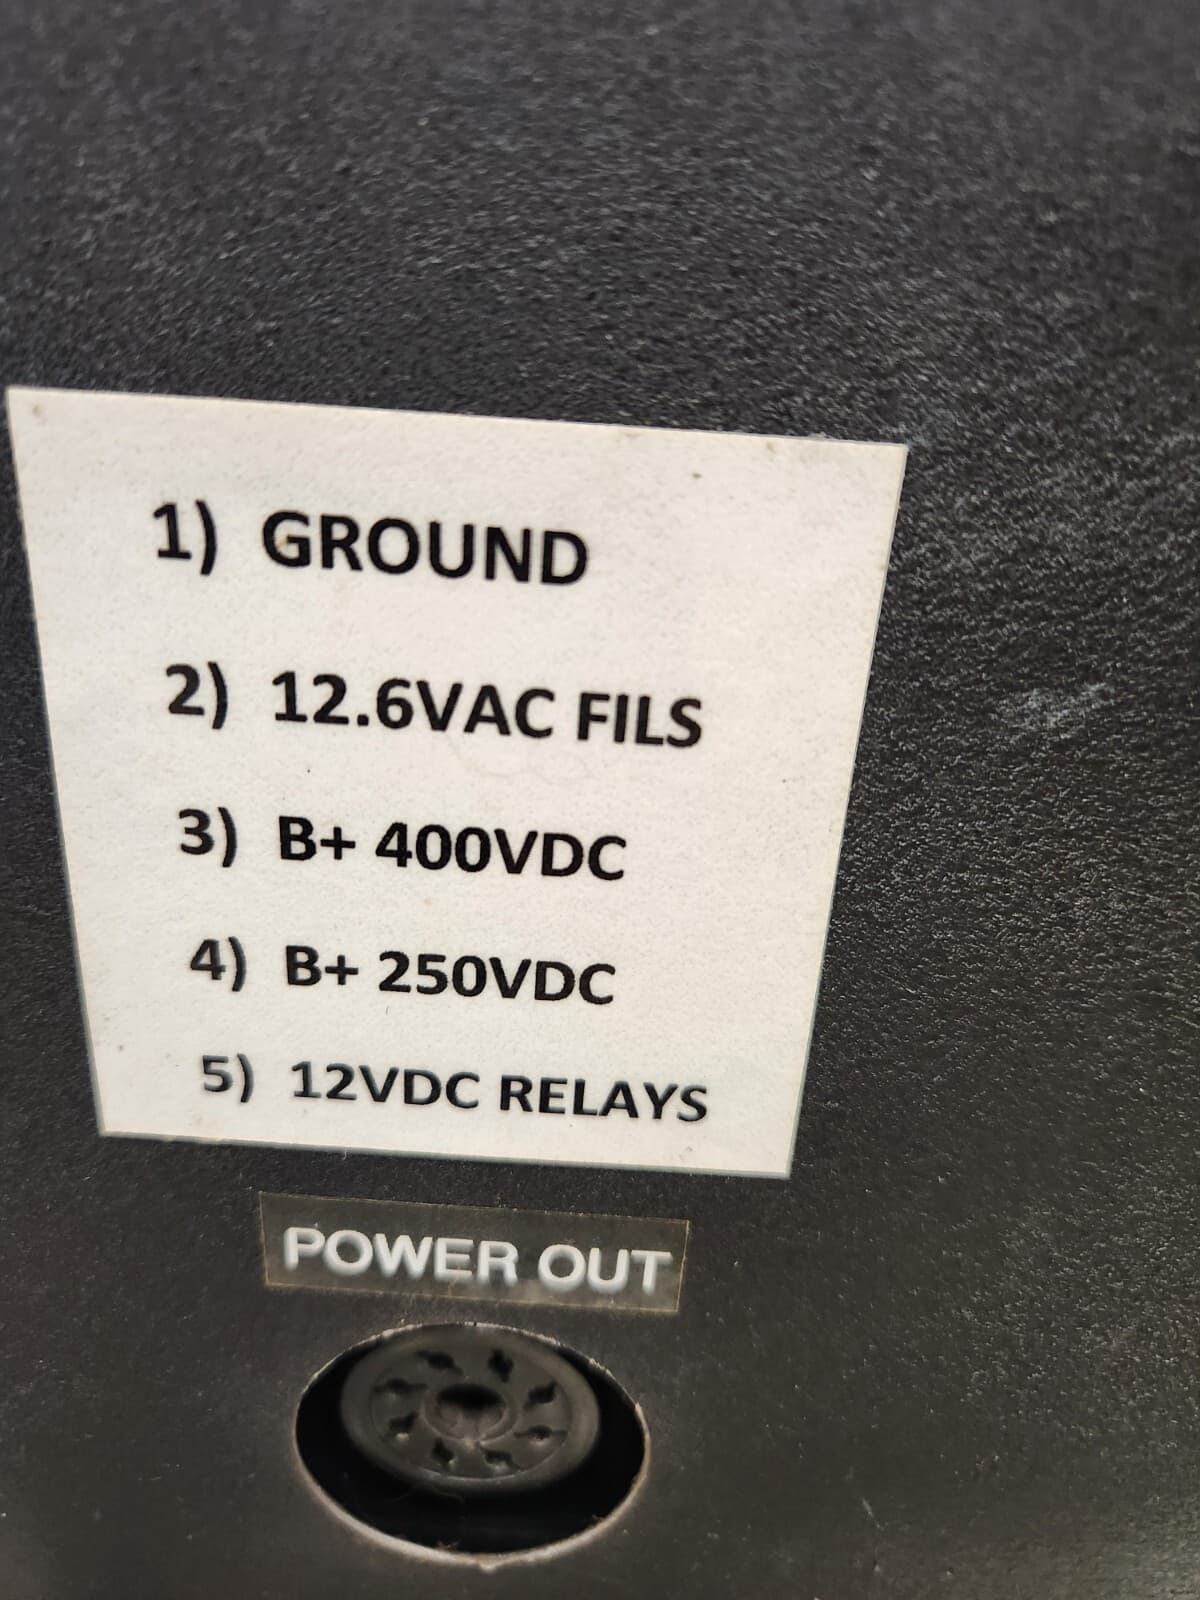 1) GROUND
2) 12.6VAC FILS
3) B+ 400VDC
4) B+ 250VDC
5) 12VDC RELAYS
POWER OUT